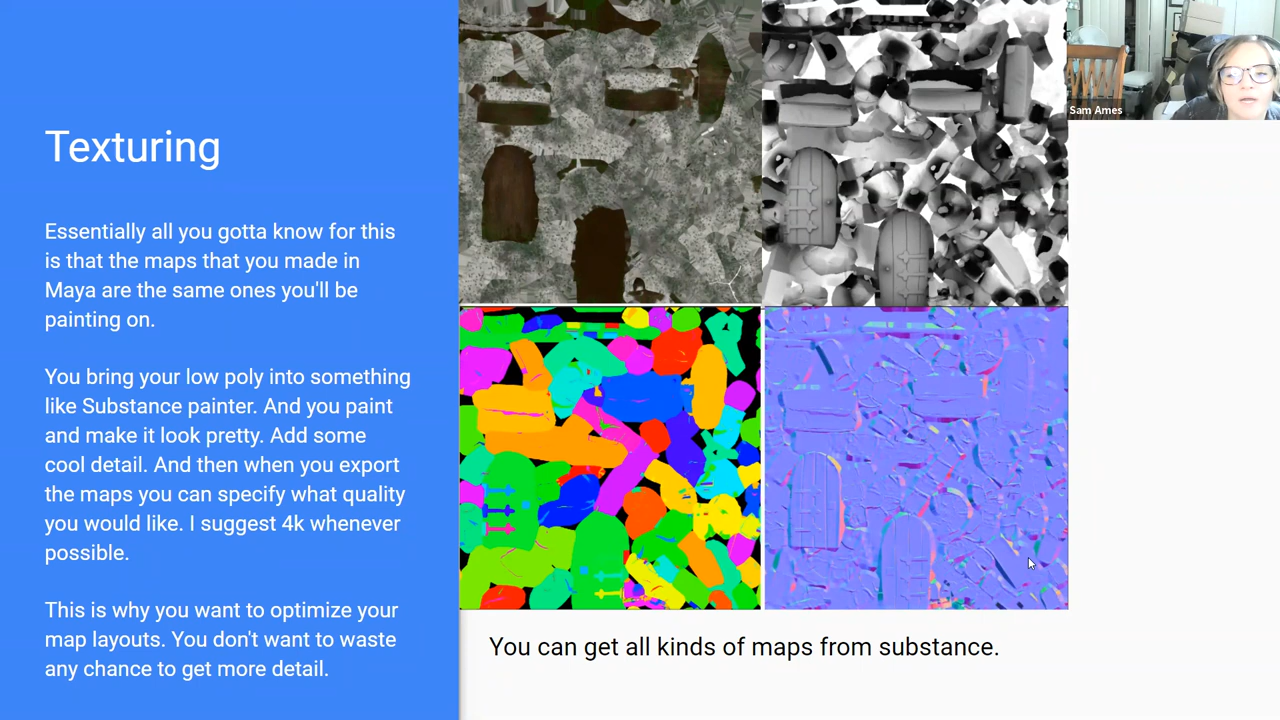 Texturing
Essentially all you gotta know for this
is that the maps that you made in
Maya are the same ones you'll be
painting on.
You bring your low poly into something
like Substance painter. And you paint
and make it look pretty. Add some
cool detail. And then when you export
the maps you can specify what quality
you would like. I suggest 4k whenever
possible.
This is why you want to optimize your
map layouts. You don't want to waste
any chance to get more detail.
Sam Ames
You can get all kinds of maps from substance.